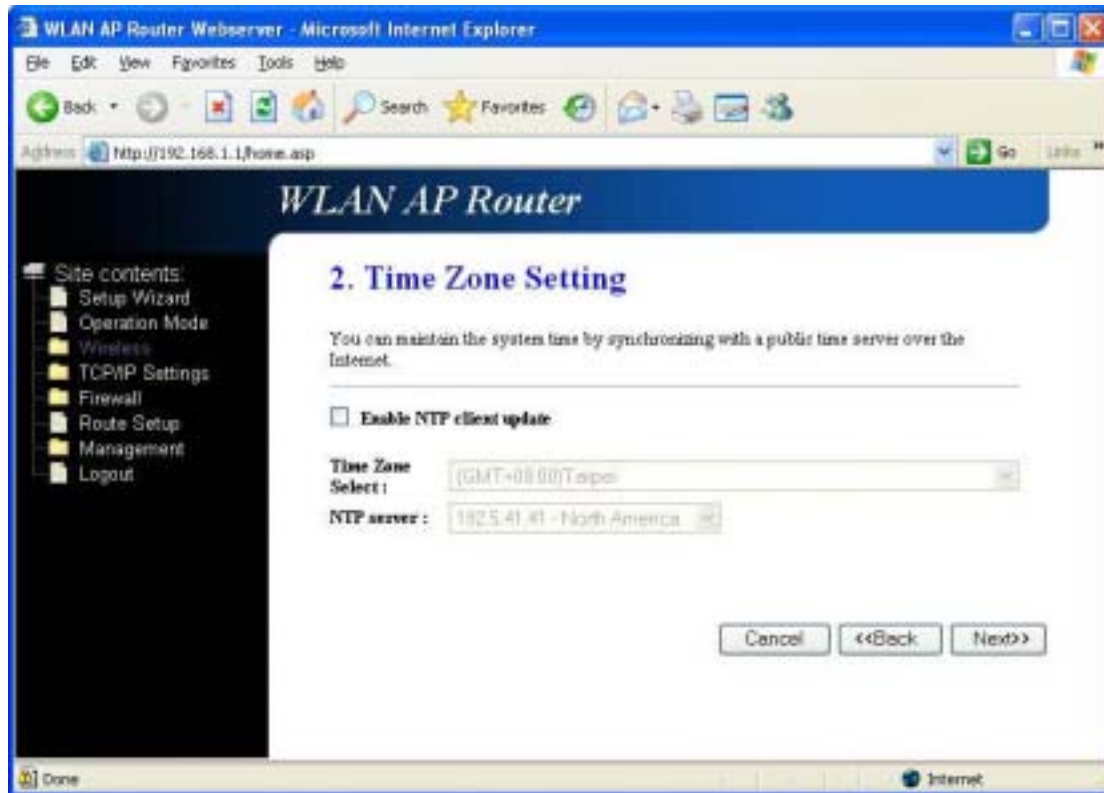 WLAN AP Router Webserver - Microsoft Internet Explorer
File Edit View Favorites Tools Help
Back Search Favorites
Address http://192.168.1.1/home.asp Go Links »
WLAN AP Router
Site contents:
Setup Wizard
Operation Mode
Wireless
TCP/IP Settings
Firewall
Route Setup
Management
Logout
2. Time Zone Setting
You can maintain the system time by synchronizing with a public time server over the
Internet.
Enable NTP client update
Time Zone
Select :
(GMT+08:00)Taipei
NTP server :
192.5.41.41 - North America
Cancel <<Back Next>>
Done Internet